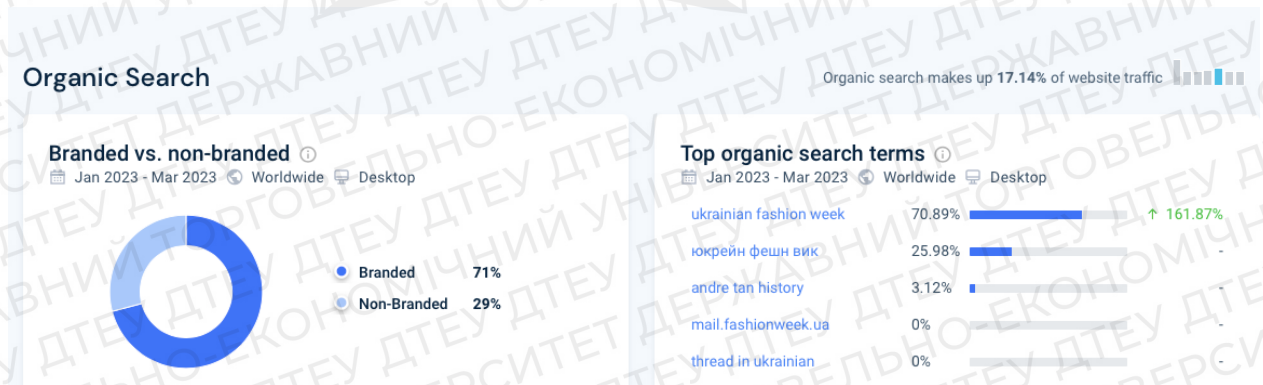 Organic Search
Organic search makes up 17.14% of website traffic
Branded vs. non-branded
Jan 2023 - Mar 2023 Worldwide Desktop
Branded 71%
Non-Branded 29%
Top organic search terms
Jan 2023 - Mar 2023 Worldwide Desktop
ukrainian fashion week 70.89% ↑ 161.87%
юкрейн фешн вик 25.98% -
andre tan history 3.12% -
mail.fashionweek.ua 0% -
thread in ukrainian 0% -